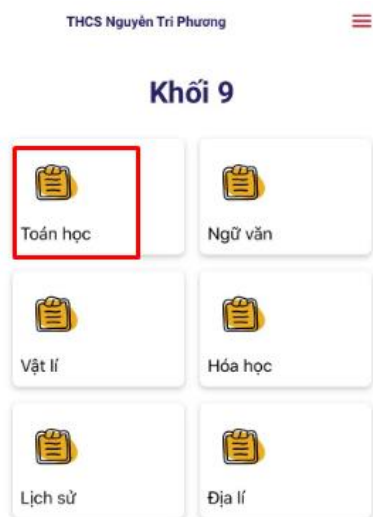 THCS Nguyễn Tri Phương
Khối 9
Toán học
Ngữ văn
Vật lí
Hóa học
Lịch sử
Địa lí